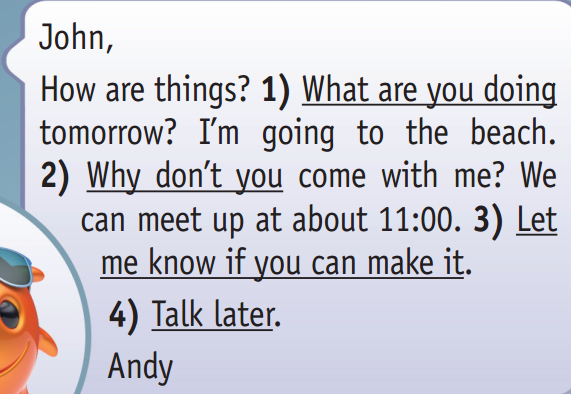 John,
How are things? 1) What are you doing
tomorrow? I'm going to the beach.
2) Why don't you come with me? We
can meet up at about 11:00. 3) Let
me know if you can make it.
4) Talk later.
Andy